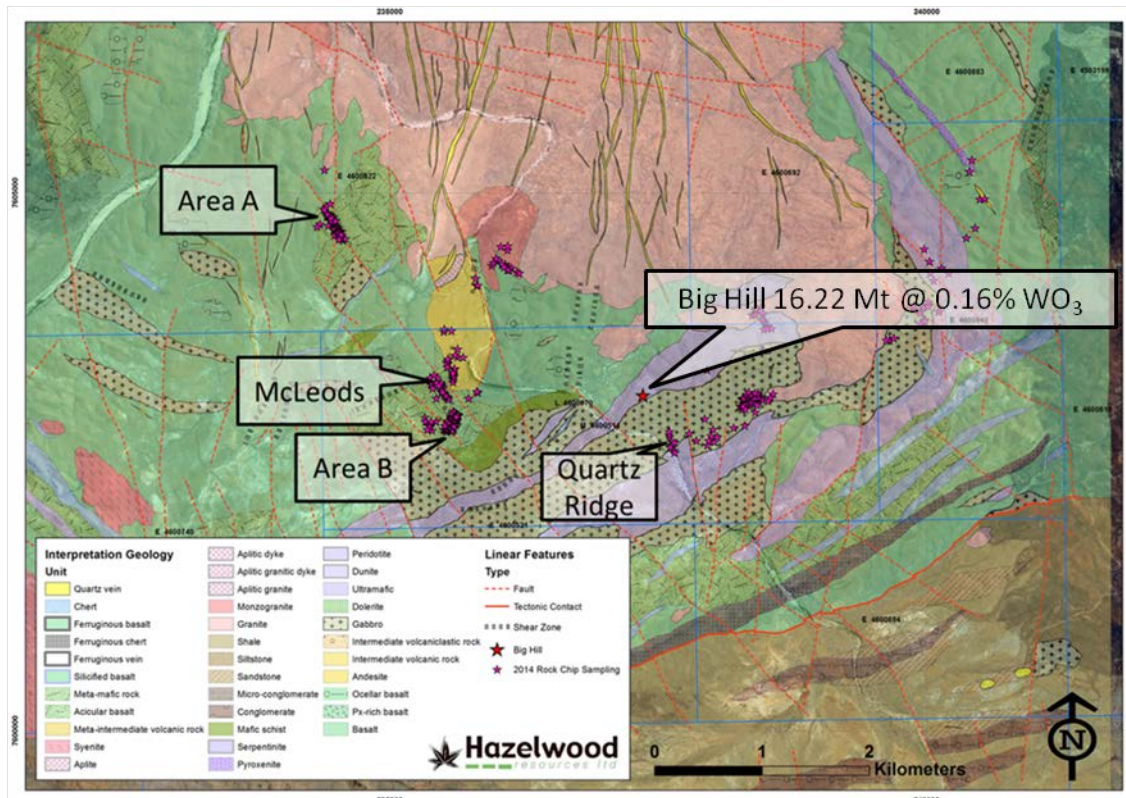 235000
240000
E 4600883
E 4600622
E 4600692
7605000
Area A
Big Hill 16.22 Mt @ 0.16% WO₃
McLeods
Area B
Quartz
Ridge
7600000
Interpretation Geology
Unit
Quartz vein
Chert
Ferruginous basalt
Ferruginous chert
Ferruginous vein
Silicified basalt
Meta-mafic rock
Acicular basalt
Meta-intermediate volcanic rock
Syenite
Aplite
Aplitic dyke
Aplitic granitic dyke
Aplitic granite
Monzogranite
Granite
Shale
Siltstone
Sandstone
Micro-conglomerate
Conglomerate
Mafic schist
Serpentinite
Pyroxenite
Peridotite
Dunite
Ultramafic
Dolerite
Gabbro
Intermediate volcaniclastic rock
Intermediate volcanic rock
Andesite
Ocellar basalt
Px-rich basalt
Basalt
Linear Features
Type
Fault
Tectonic Contact
Shear Zone
Big Hill
2014 Rock Chip Sampling
Hazelwood
resources ltd
0 1 2
Kilometers
N